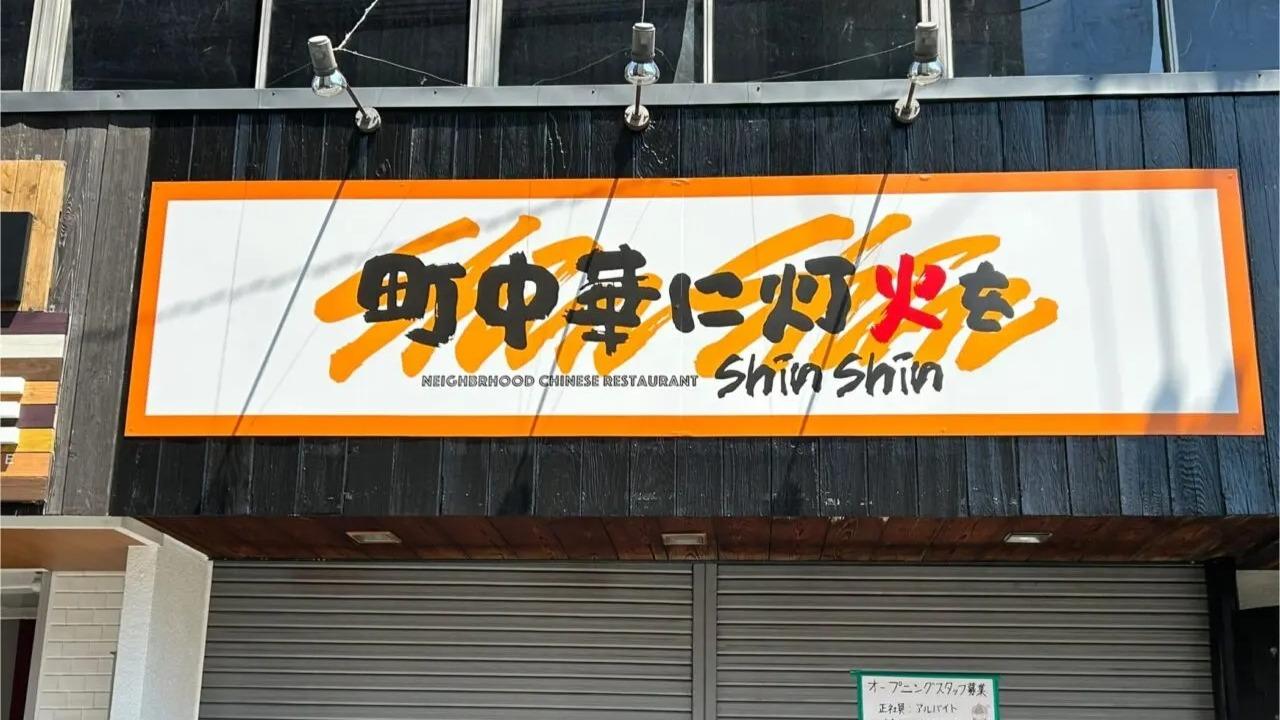 町中華に灯火を
NEIGHBRHOOD CHINESE RESTAURANT
Shin Shin
オープニングスタッフ募集
正社員:アルバイト